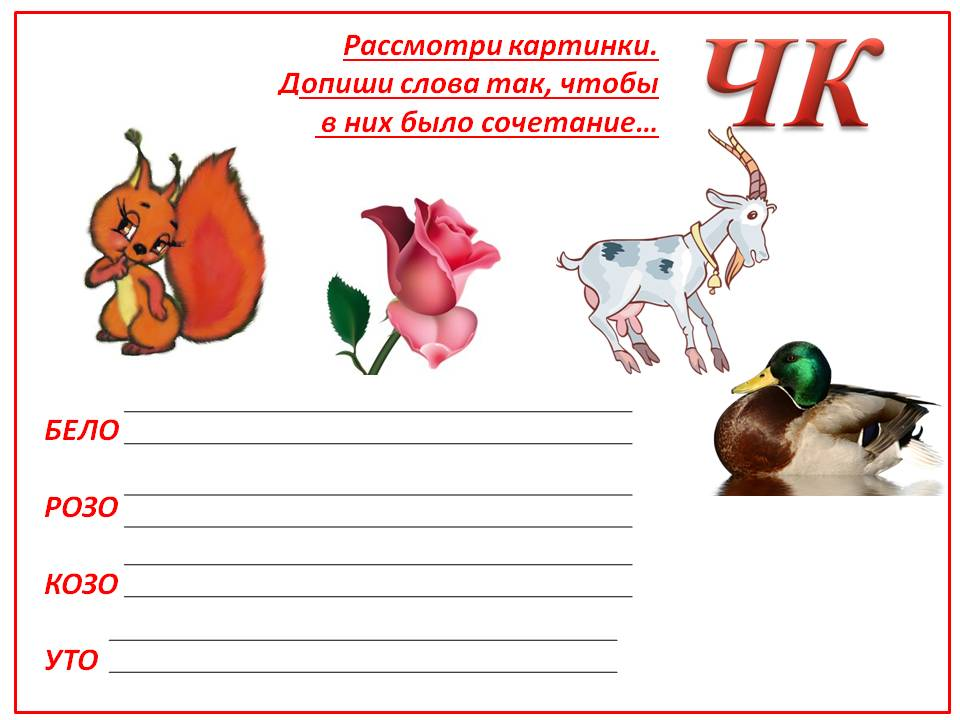 Рассмотри картинки.
Допиши слова так, чтобы
в них было сочетание...
ЧК
БЕЛО
РОЗО
КОЗО
УТО